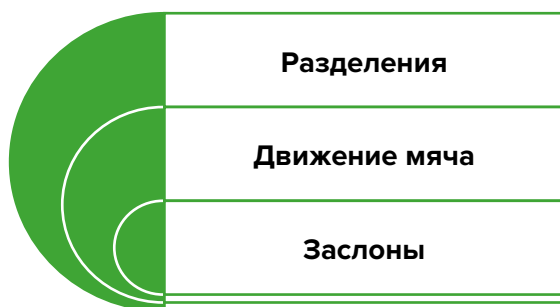 Разделения
Движение мяча
Заслоны